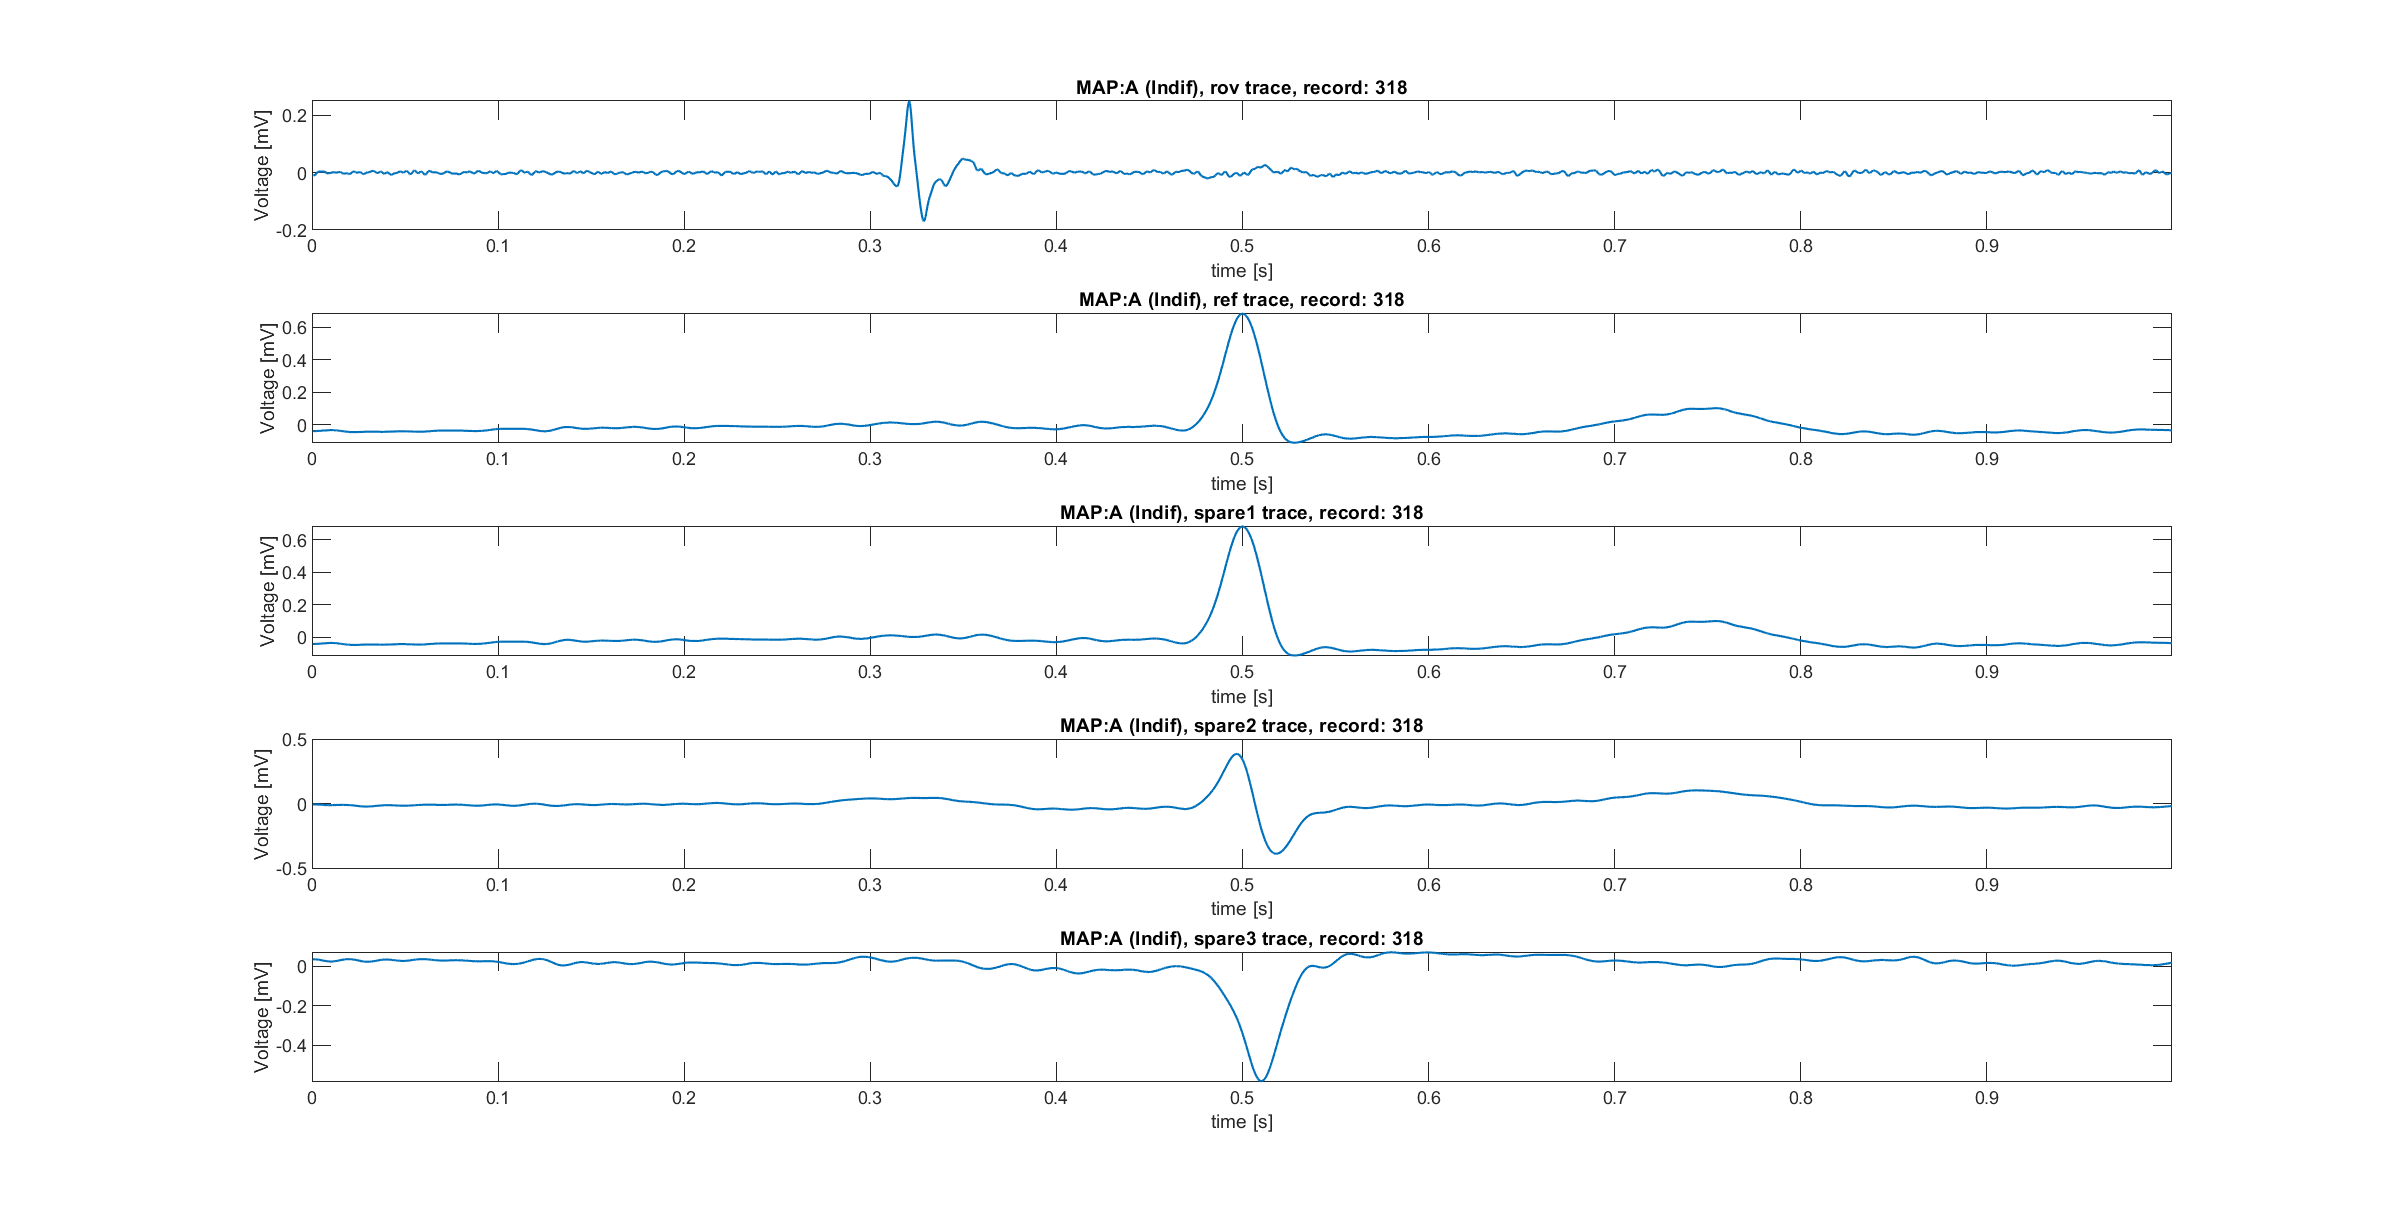 MAP:A (Indif), rov trace, record: 318
Voltage [mV]
0.2
0
-0.2
0 0.1 0.2 0.3 0.4 0.5 0.6 0.7 0.8 0.9
time [s]
MAP:A (Indif), ref trace, record: 318
Voltage [mV]
0.6
0.4
0.2
0
0 0.1 0.2 0.3 0.4 0.5 0.6 0.7 0.8 0.9
time [s]
MAP:A (Indif), spare1 trace, record: 318
Voltage [mV]
0.6
0.4
0.2
0
0 0.1 0.2 0.3 0.4 0.5 0.6 0.7 0.8 0.9
time [s]
MAP:A (Indif), spare2 trace, record: 318
Voltage [mV]
0.5
0
-0.5
0 0.1 0.2 0.3 0.4 0.5 0.6 0.7 0.8 0.9
time [s]
MAP:A (Indif), spare3 trace, record: 318
Voltage [mV]
0
-0.2
-0.4
0 0.1 0.2 0.3 0.4 0.5 0.6 0.7 0.8 0.9
time [s]